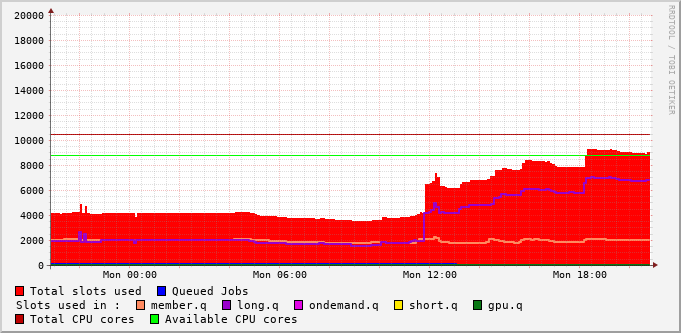 20000
18000
16000
14000
12000
10000
8000
6000
4000
2000
0
Mon 00:00 Mon 06:00 Mon 12:00 Mon 18:00
RRDTOOL / TOBI OETIKER
Total slots used Queued Jobs
Slots used in : member.q long.q ondemand.q short.q gpu.q
Total CPU cores Available CPU cores